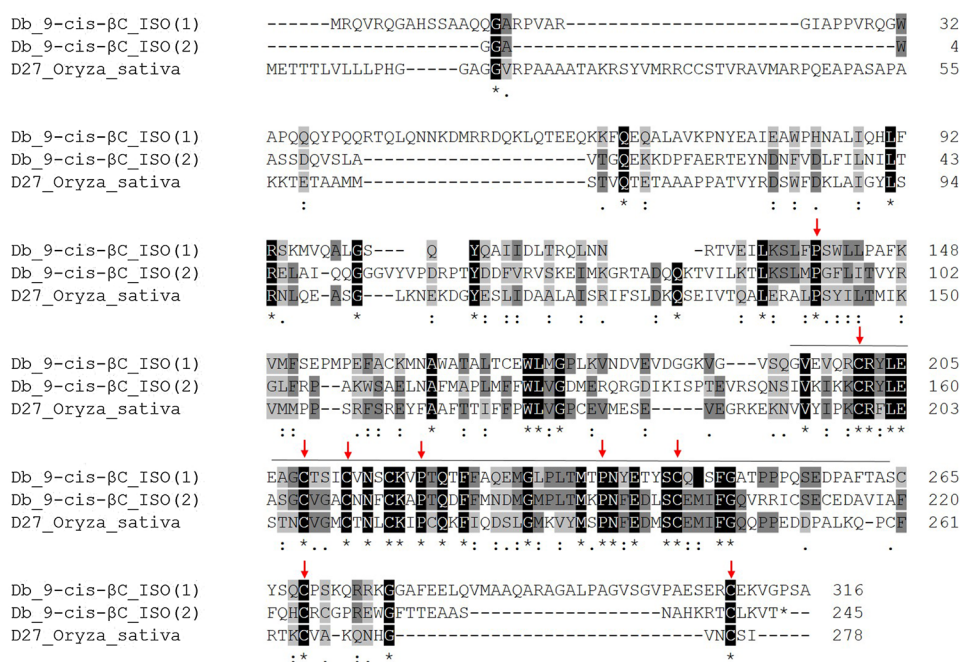 Db_9-cis-βC_ISO(1) ------MRQVRQGAHSSAAQQGARPVAR----------------------GIAPPVRQGW 32
Db_9-cis-βC_ISO(2) --------------------GGA------------------------------------W 4
D27_Oryza_sativa METTTLVLLLPHG-----GAGGVRPAAAATAKRSYVMRRCCSTVRAVMARPQEAPASAPA 55
*.
Db_9-cis-βC_ISO(1) APQQQYPQQRTQLQNNKDMRRDQKLQTEEQKKFQEQALAVKPNYEAIEAWPHNALIQHLF 92
Db_9-cis-βC_ISO(2) ASSDQVSLA---------------------VTGQEKKDPFAERTEYNDNFVDLFILNILT 43
D27_Oryza_sativa KKTETAAMM---------------------STVQTETAAAPPATVYRDSWFDKLAIGYLS 94
: . * : : . : *
Db_9-cis-βC_ISO(1) RSKMVQALGS--- Q YQAIIDLTRQLNN RTVEILKSLFPSWLLPAFK 148
Db_9-cis-βC_ISO(2) RELAI-QQGGGVYVPDRPTYDDFVRVSKEIMKGRTADQQKTVILKTLKSLMPGFLITVYR 102
D27_Oryza_sativa RNLQE-ASG---LKNEKDGYESLIDAALAISRIFSLDKQSEIVTQALERALPSYILTMIK 150
*. * : * : : : : . : * : * : * .::: :
Db_9-cis-βC_ISO(1) VMFSEPMPEFACKMNAWATALTCEWLMGPLKVNDVEVDGGKVG--VSQGVEVQRCRYLE 205
Db_9-cis-βC_ISO(2) GLFRP--AKWSAELNAFMAPLMFFWLVGDMERQRGDIKISPTEVRSQNSIVKIKKCRYLE 160
D27_Oryza_sativa VMMPP--SRFSREYFAAFTTIFFPWLVGPCEVMESE-----VEGRKEKNVVYIPKCRFLE 203
:: .:: : * : : **:* : : : . .. * : :**:**
Db_9-cis-βC_ISO(1) EAGCTSICVNSCKVPTQTFFAQEMGLPLTMTPNYETYSCQ SFGATPPPQSEDPAFTASC 265
Db_9-cis-βC_ISO(2) ASGCVGACNNFCKAPTQDFFMNDMGMPLTMKPNFEDLSCEMIFGQVRRICSECEDAVIAF 220
D27_Oryza_sativa STNCVGMCTNLCKIPCQKFIQDSLGMKVYMSPNFEDMSCEMIFGQQPPEDDPALKQ-PCF 261
: *.. * * ** * * *: :.:*: : * **:* **:: ** . .
Db_9-cis-βC_ISO(1) YSQCPSKQRRKGGAFEELQVMAAQARAGALPAGVSGVPAESERCEKVGPSA 316
Db_9-cis-βC_ISO(2) FQHCRCGPREWGFTTEAAS------------------NAHKRTCLKVT*-- 245
D27_Oryza_sativa RTKCVA-KQNHG-----------------------------VNCSI----- 278
:* . :. * *